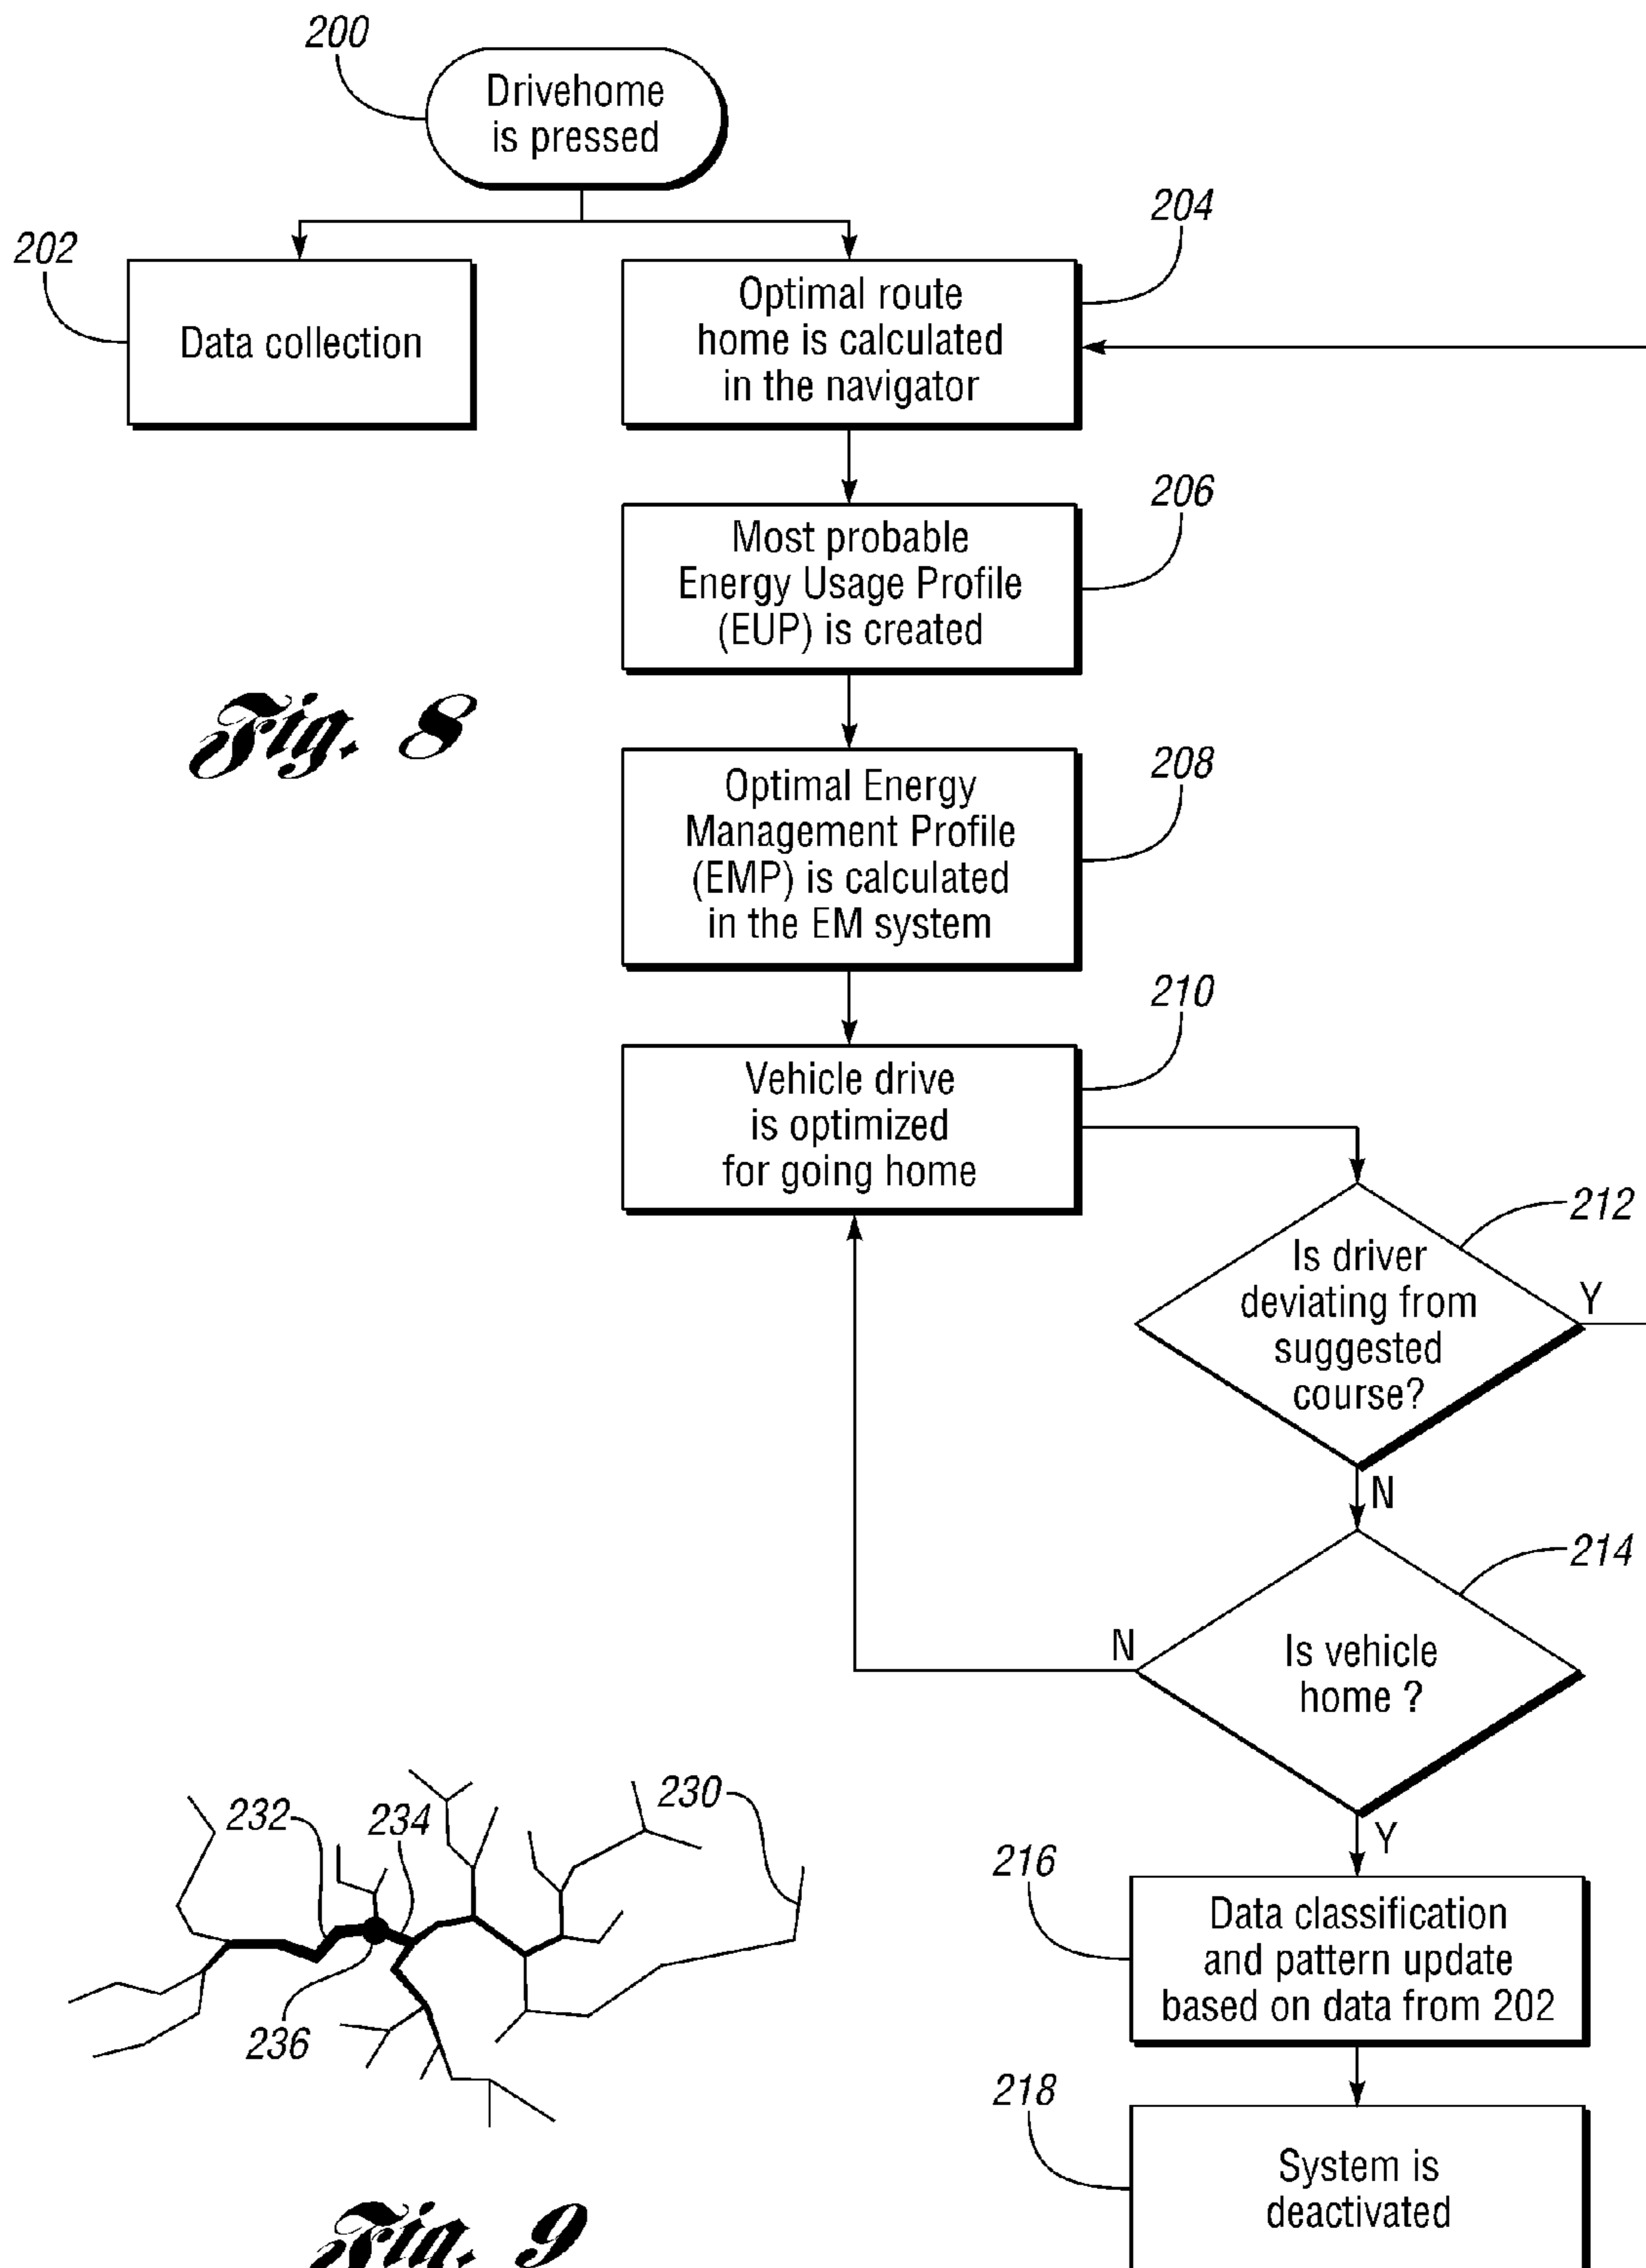 200
Drivehome
is pressed
202
Data collection
204
Optimal route
home is calculated
in the navigator
206
Most probable
Energy Usage Profile
(EUP) is created
Fig. 8
208
Optimal Energy
Management Profile
(EMP) is calculated
in the EM system
210
Vehicle drive
is optimized
for going home
212
Is driver
deviating from
suggested
course?
Y
N
214
Is vehicle
home ?
N
Y
216
Data classification
and pattern update
based on data from 202
218
System is
deactivated
232
234
230
236
Fig. 9